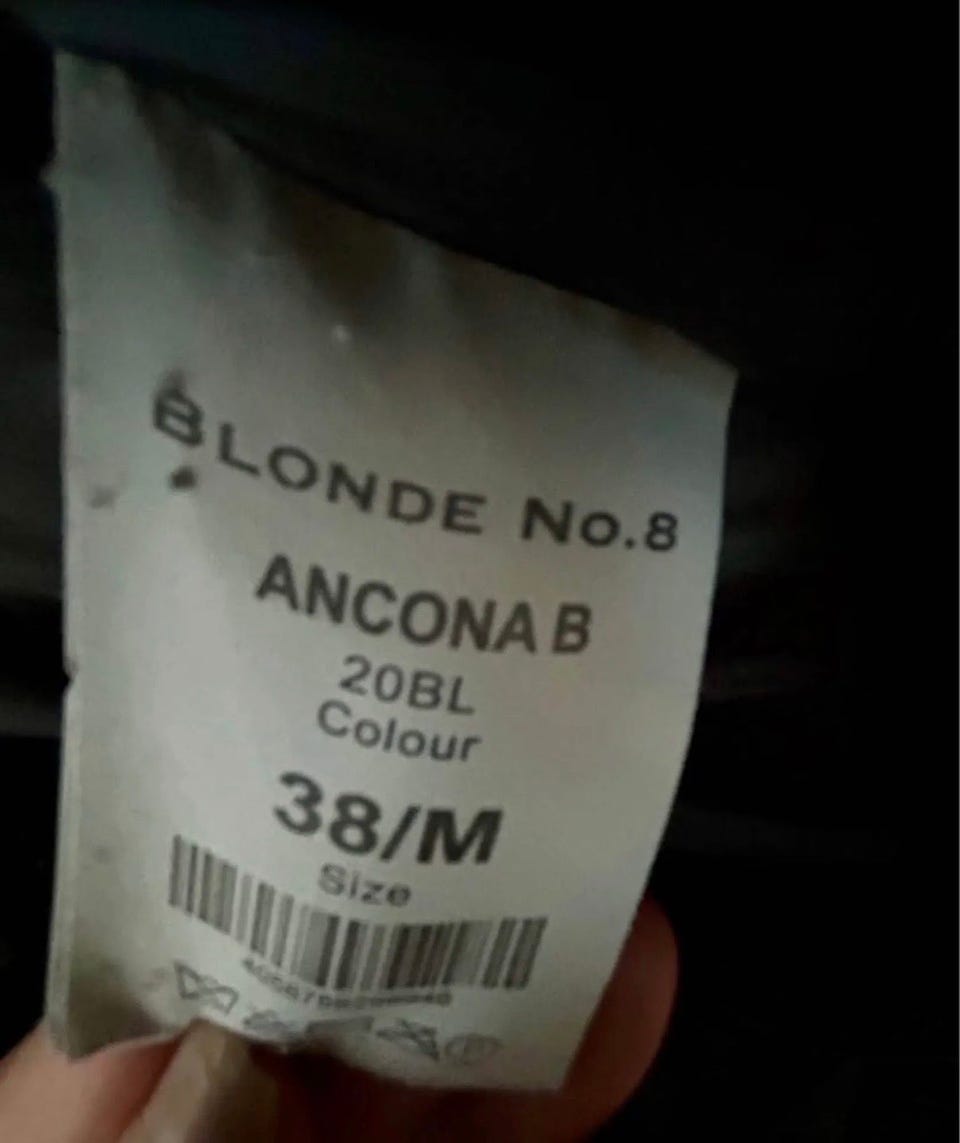 BLONDE No.8
ANCONA B
20BL
Colour
38/M
Size